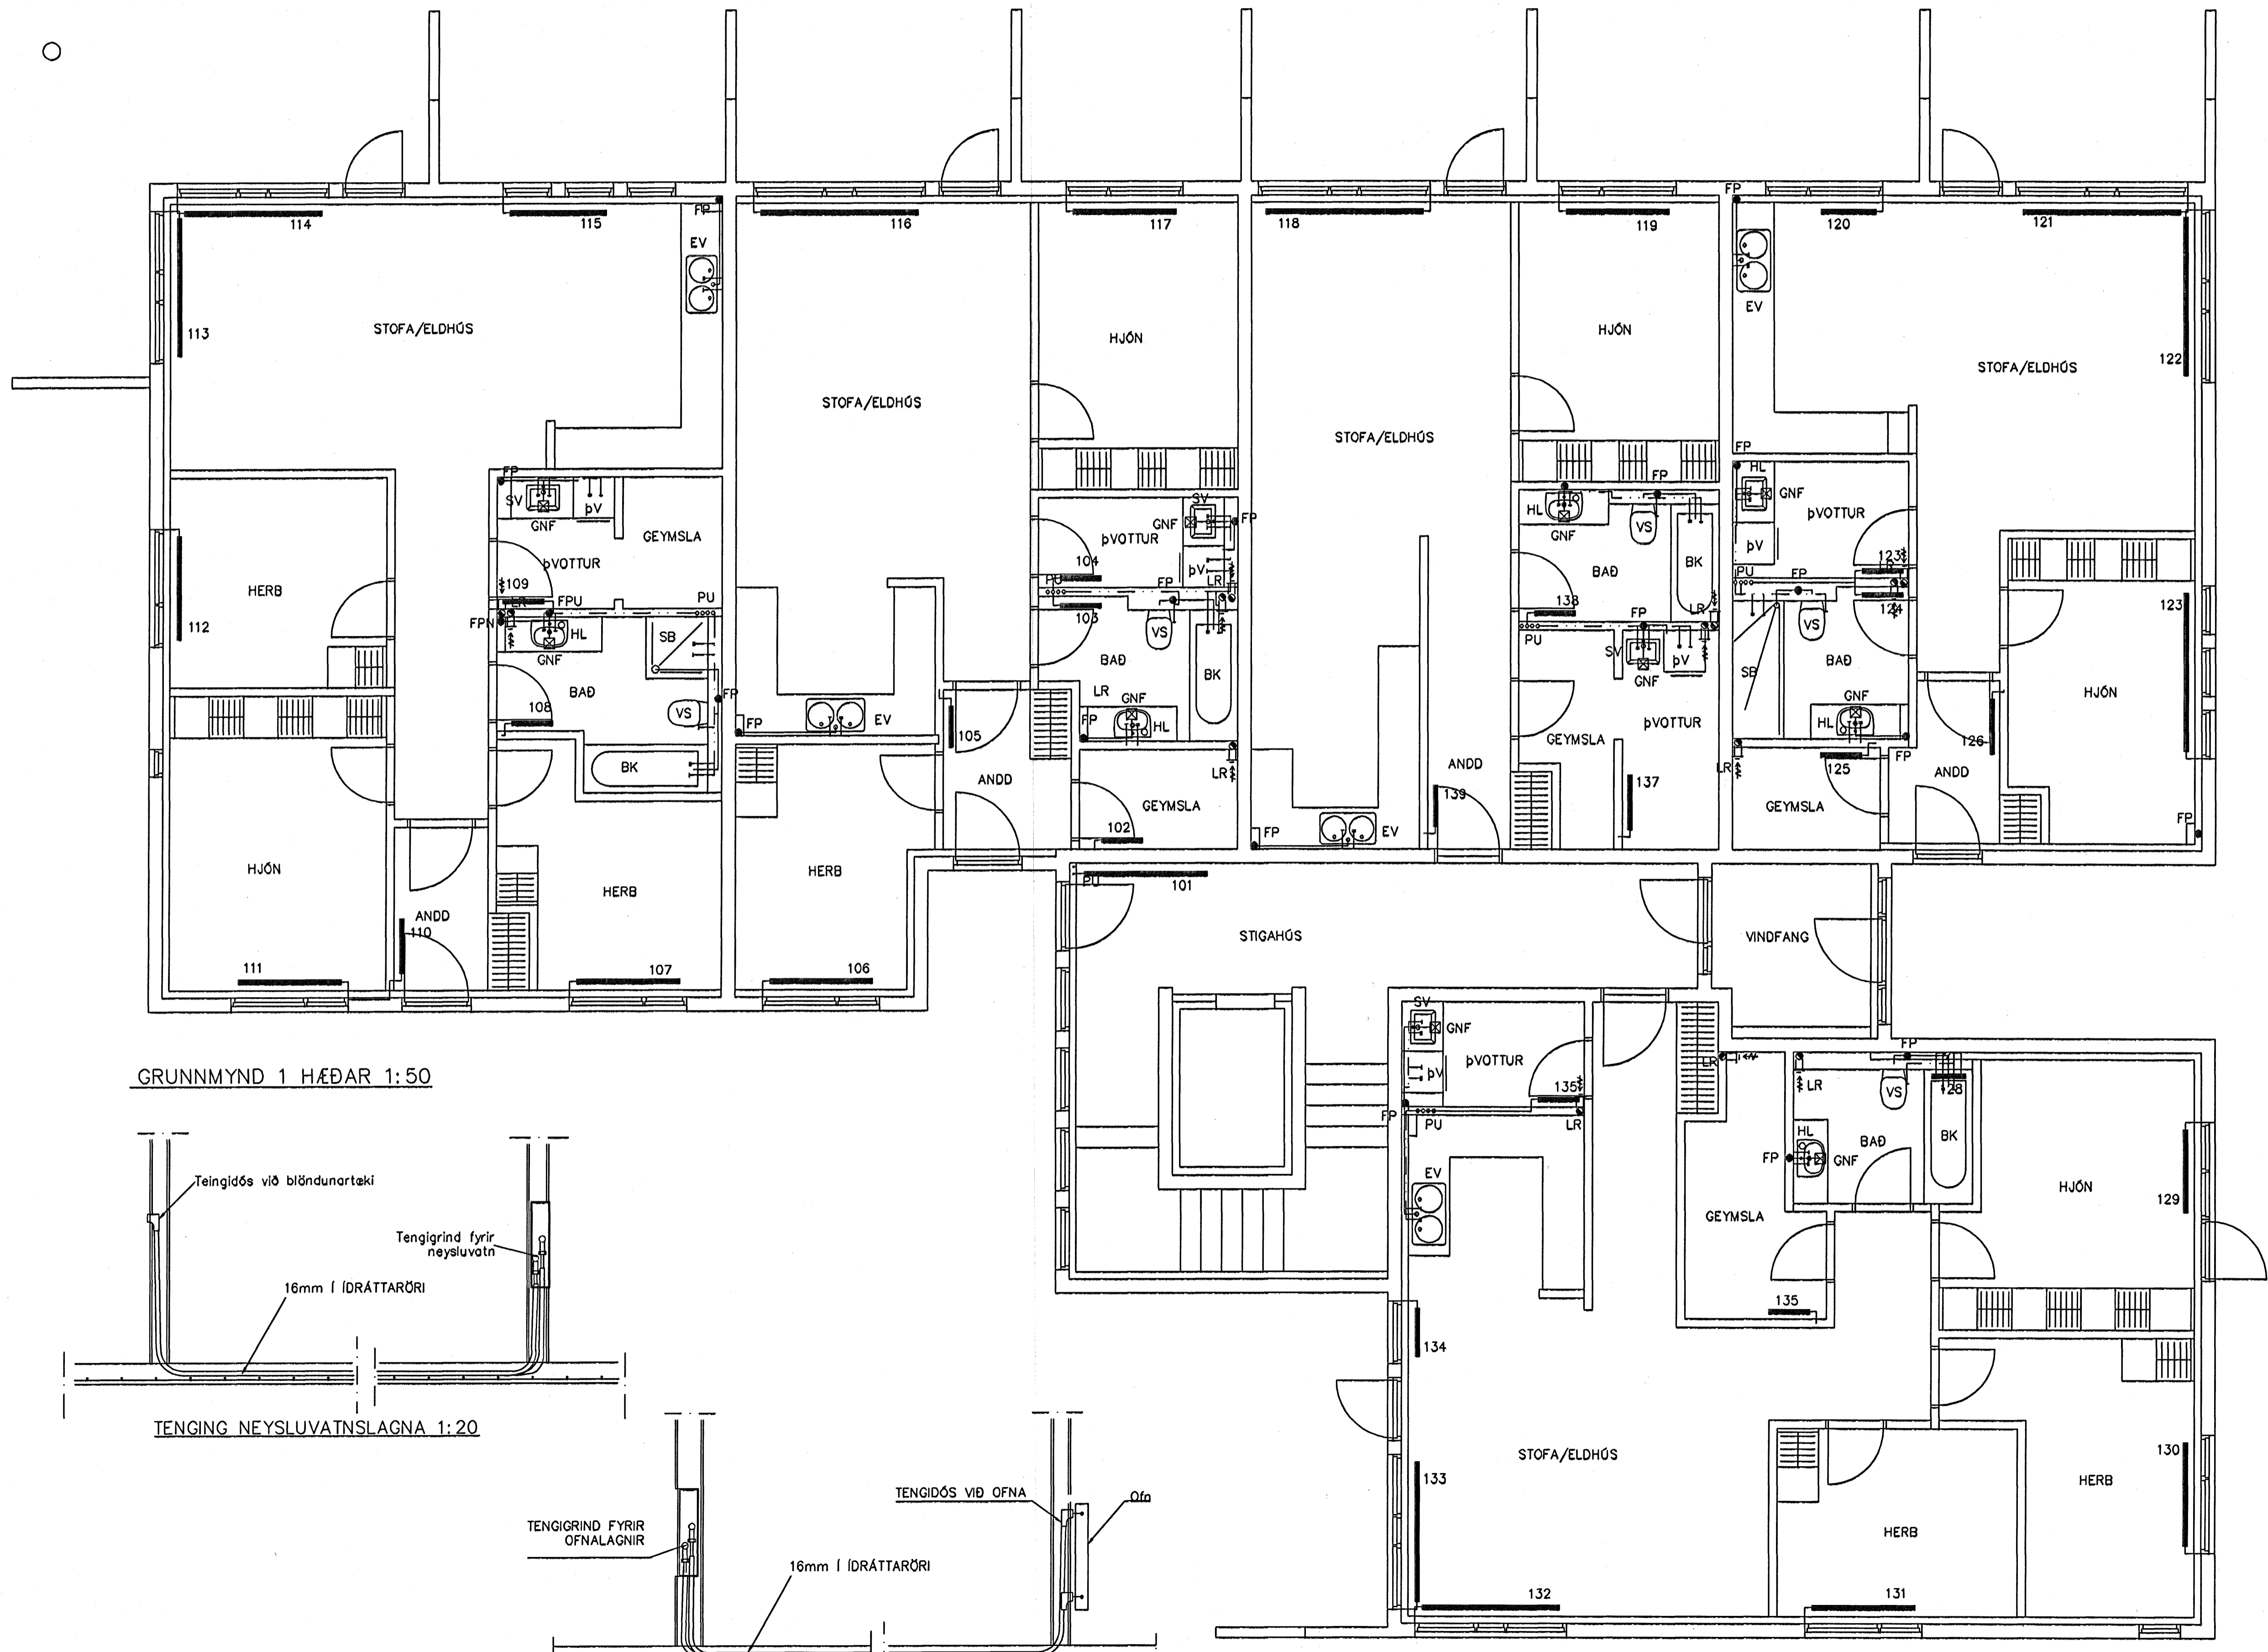 FP
114
115
FP
116
117
118
119
120
121
EV
EV
113
STOFA/ELDHÚS
HJÓN
HJÓN
122
STOFA/ELDHÚS
STOFA/ELDHÚS
STOFA/ELDHÚS
FP
FP
HL
FP
SV
ÞV
GNF
GEYMSLA
SV
GNF
FP
ÞVOTTUR
HL
GNF
VS
GNF
ÞVOTTUR
ÞV
ÞVOTTUR
HERB
109
LR
FPU
PU
104
PU
FP
ÞV
LR
BAÐ
BK
138
FP
LR
PU
FP
123
124
123
112
FPN
HL
GNF
SB
103
VS
PU
SV
GNF
ÞV
VS
BAÐ
SB
BAÐ
108
VS
FP
BAÐ
LR
BK
GNF
HL
FP
GNF
HL
HJÓN
FP
EV
105
ÞVOTTUR
126
BK
ANDD
LR
GEYMSLA
ANDD
GEYMSLA
137
LR
125
FP
ANDD
GEYMSLA
139
102
FP
EV
FP
HJÓN
HERB
HERB
PU
101
ANDD
110
STIGAHÚS
VINDFANG
111
107
106
SV
GNF
ÞVOTTUR
ÞV
135
FP
PU
LR
LR
LR
FP
VS
128
GRUNNMYND 1 HÆÐAR 1:50
HL
FP
GNF
BAÐ
BK
EV
HJÓN
129
GEYMSLA
Teingidós við blöndunartæki
Tengigrind fyrir
neysluvatn
16mm Í ÍDRÁTTARÖRI
135
134
TENGING NEYSLUVATNSLAGNA 1:20
STOFA/ELDHÚS
130
133
HERB
TENGIDÓS VIÐ OFNA
Ofn
TENGIGRIND FYRIR
OFNALAGNIR
HERB
16mm Í ÍDRÁTTARÖRI
132
131